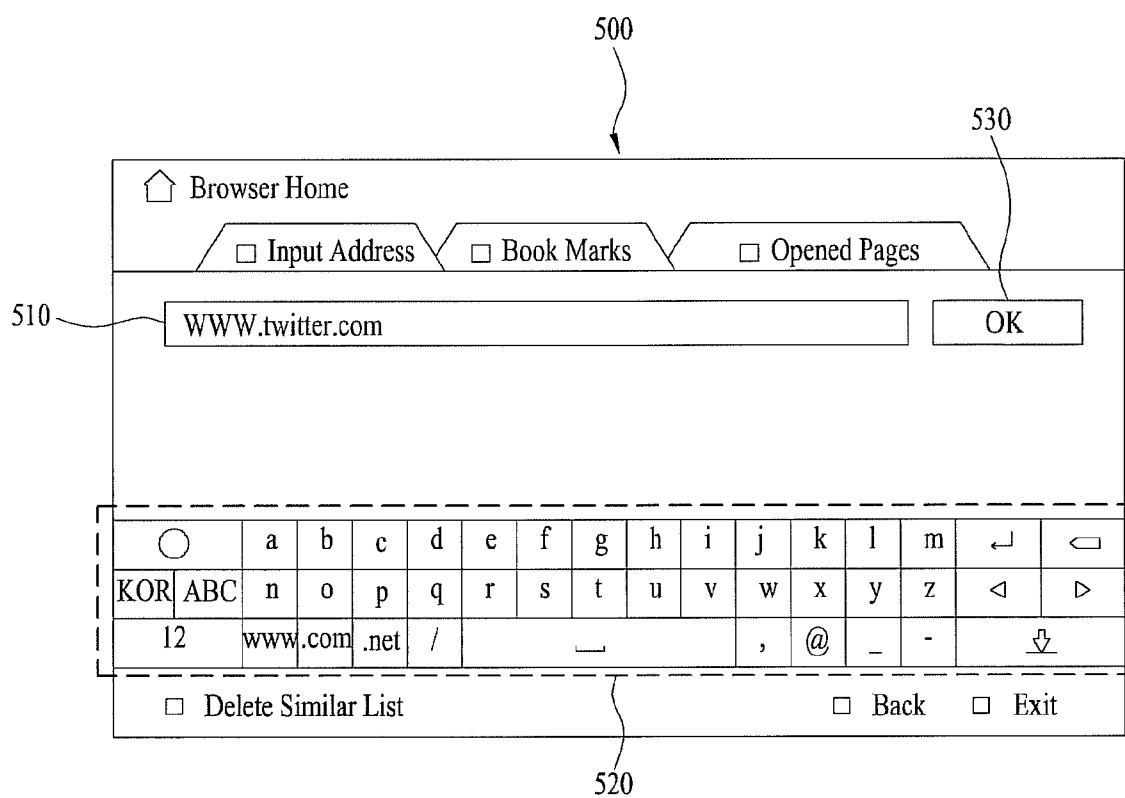 500
530
Browser Home
Input Address Book Marks Opened Pages
510
WWW.twitter.com OK
a b c d e f g h i j k l m
KOR ABC n o p q r s t u v w x y z
12 www .com .net / , @ _ -
Delete Similar List Back Exit
520